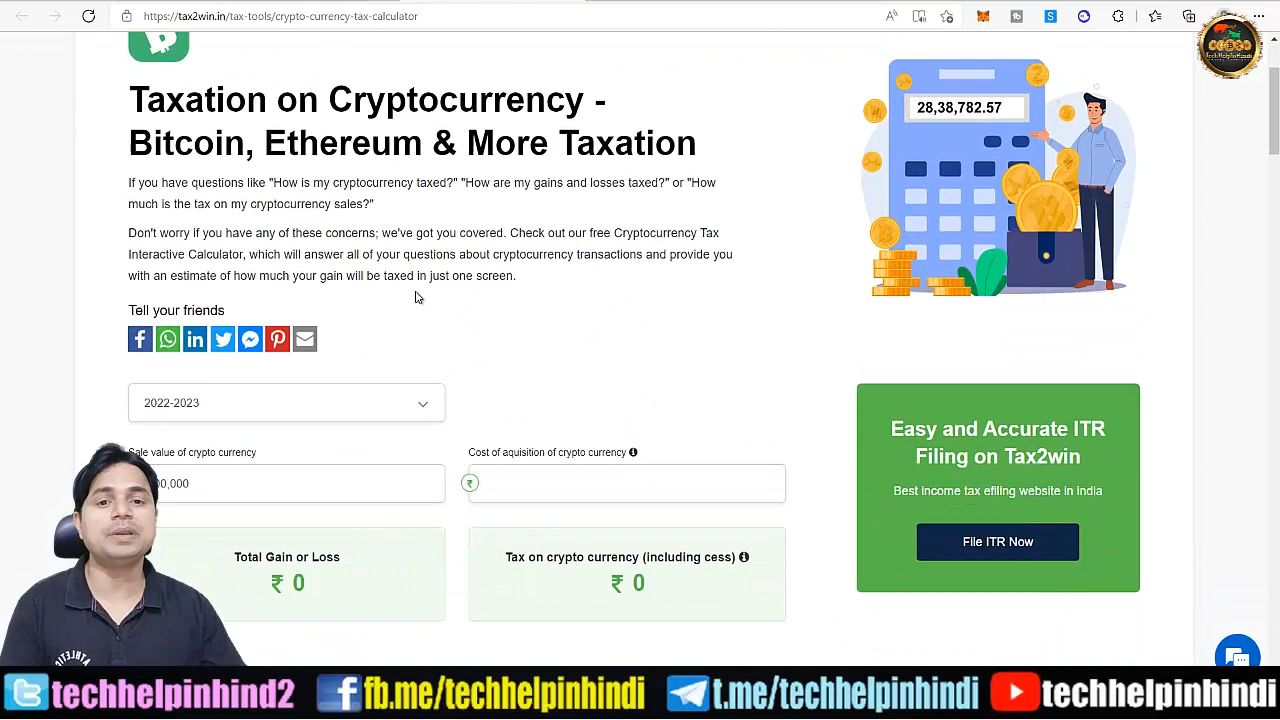 https://tax2win.in/tax-tools/crypto-currency-tax-calculator
Taxation on Cryptocurrency -
Bitcoin, Ethereum & More Taxation
If you have questions like "How is my cryptocurrency taxed?" "How are my gains and losses taxed?" or "How
much is the tax on my cryptocurrency sales?"
Don't worry if you have any of these concerns; we've got you covered. Check out our free Cryptocurrency Tax
Interactive Calculator, which will answer all of your questions about cryptocurrency transactions and provide you
with an estimate of how much your gain will be taxed in just one screen.
Tell your friends
28,38,782.57
2022-2023
Sale value of crypto currency
Cost of aquisition of crypto currency
00,000
₹
Total Gain or Loss
₹ 0
Tax on crypto currency (including cess)
₹ 0
Easy and Accurate ITR
Filing on Tax2win
Best income tax efiling website in India
File ITR Now
techhelpinhind2
fb.me/techhelpinhindi
t.me/techhelpinhindi
techhelpinhindi